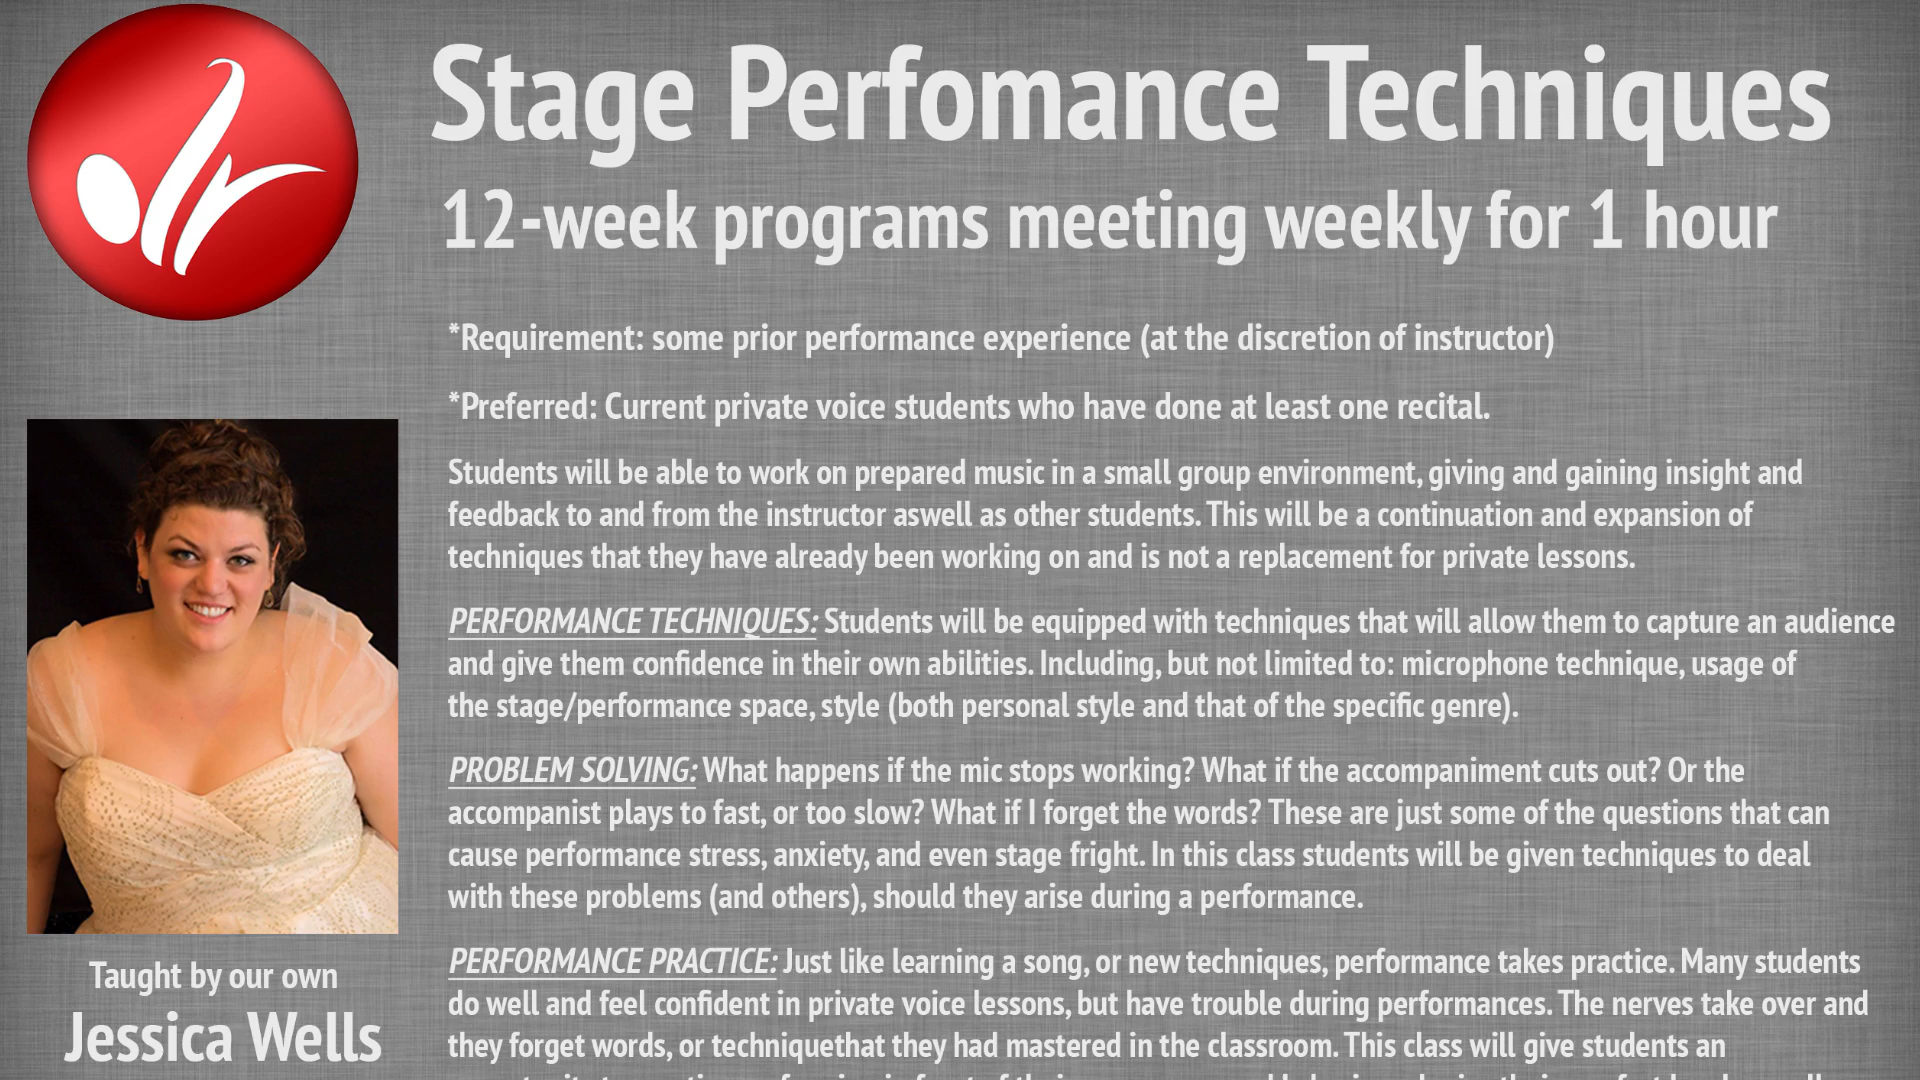 Stage Perfomance Techniques
12-week programs meeting weekly for 1 hour
*Requirement: some prior performance experience (at the discretion of instructor)
*Preferred: Current private voice students who have done at least one recital.
Students will be able to work on prepared music in a small group environment, giving and gaining insight and
feedback to and from the instructor aswell as other students. This will be a continuation and expansion of
techniques that they have already been working on and is not a replacement for private lessons.
PERFORMANCE TECHNIQUES: Students will be equipped with techniques that will allow them to capture an audience
and give them confidence in their own abilities. Including, but not limited to: microphone technique, usage of
the stage/performance space, style (both personal style and that of the specific genre).
PROBLEM SOLVING: What happens if the mic stops working? What if the accompaniment cuts out? Or the
accompanist plays to fast, or too slow? What if I forget the words? These are just some of the questions that can
cause performance stress, anxiety, and even stage fright. In this class students will be given techniques to deal
with these problems (and others), should they arise during a performance.
PERFORMANCE PRACTICE: Just like learning a song, or new techniques, performance takes practice. Many students
do well and feel confident in private voice lessons, but have trouble during performances. The nerves take over and
they forget words, or techniquethat they had mastered in the classroom. This class will give students an
Taught by our own
Jessica Wells